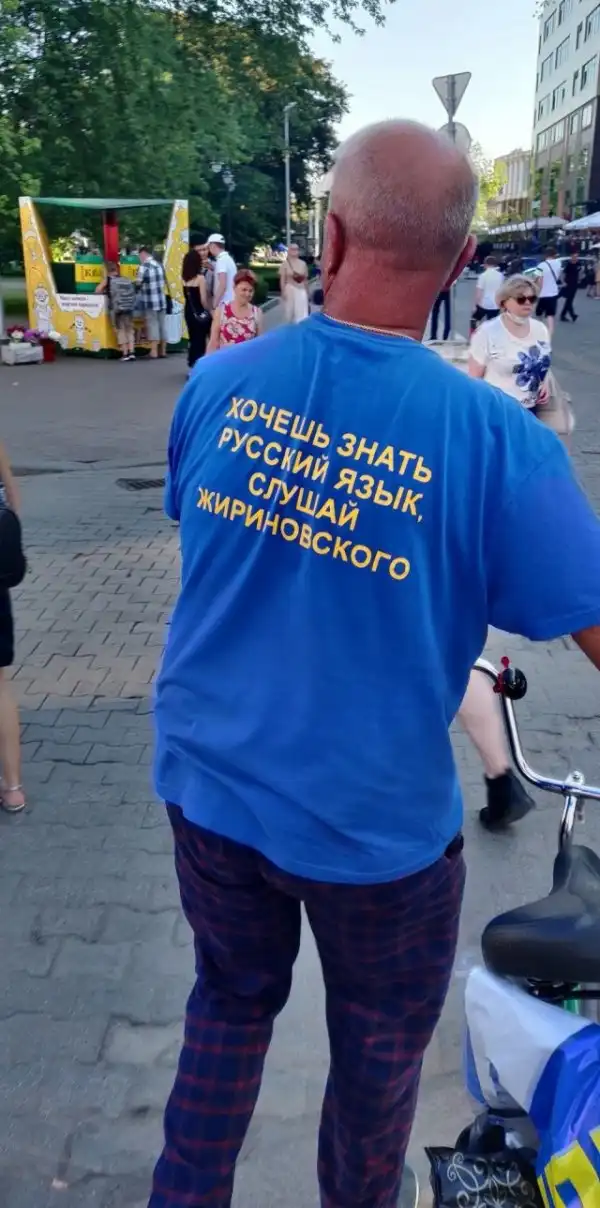 ХОЧЕШЬ ЗНАТЬ
РУССКИЙ ЯЗЫК,
СЛУШАЙ
ЖИРИНОВСКОГО